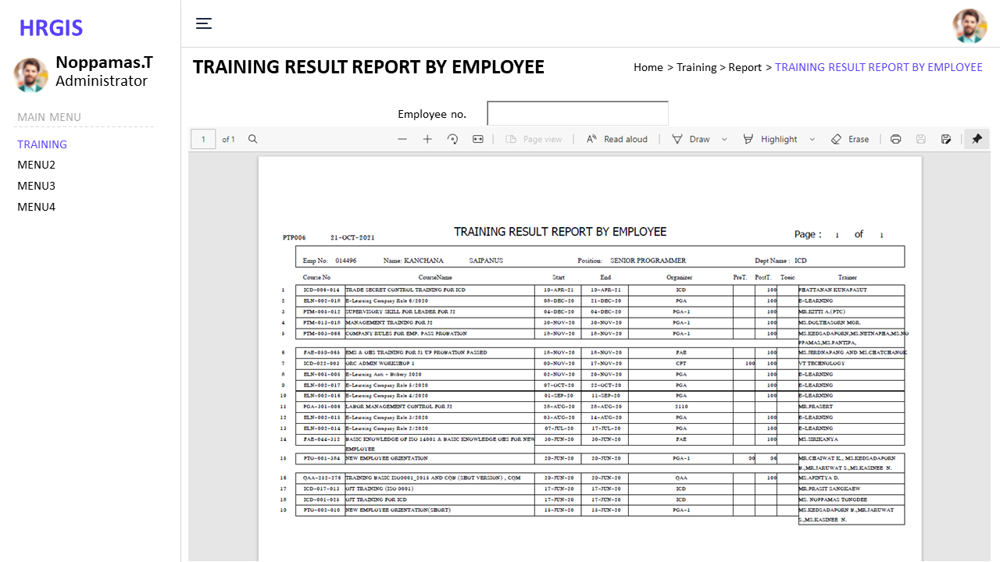 HRGIS
Noppamas.T
Administrator
MAIN MENU
TRAINING
MENU2
MENU3
MENU4
TRAINING RESULT REPORT BY EMPLOYEE
Home > Training > Report > TRAINING RESULT REPORT BY EMPLOYEE
Employee no.
1 of 1 Page view Read aloud Draw Highlight Erase
PTP006 21-OCT-2021 TRAINING RESULT REPORT BY EMPLOYEE Page : 1 of 1
Emp No: 014496 Name: KANCHANA SAIPANUS Position: SENIOR PROGRAMMER Dept Name : ICD
Course No CourseName Start End Organizer PreT. PostT. Toeic Trainer
1 ICD-006-014 TRADE SECRET CONTROL TRAINING FOR ICD 19-APR-21 19-APR-21 ICD 100 PHATTANAN KUNAPASUT
2 ELN-002-018 E-Learning Company Rule 6/2020 08-DEC-20 21-DEC-20 PGA 100 E-LEARNING
3 PTM-005-012 SUPERVISORY SKILL FOR LEADER FOR J2 04-DEC-20 04-DEC-20 PGA-1 100 MR.KITTI A.(PTC)
4 PTM-013-018 MANAGEMENT TRAINING FOR J2 30-NOV-20 30-NOV-20 PGA-1 100 MS.DOLTHASORN MGR.
5 PTM-003-066 COMPANY RULES FOR EMP. PASS PROBATION 18-NOV-20 18-NOV-20 PGA-1 100 MS.KEDSADAPORN,MS.NETNAPHA,MS.NO
PPAMAS,MS.PANTIPA,
6 FAE-059-065 EMS & OHS TRAINING FOR J1 UP PROBATION PASSED 18-NOV-20 18-NOV-20 FAE 100 MS.JERDNAPANG AND MS.CHATCHANOK
7 ICD-022-003 ORC ADMIN WORKSHOP 1 09-NOV-20 17-NOV-20 CPT 100 100 VT TECHNOLOGY
8 ELN-001-005 E-Learning Anti - Bribery 2020 02-NOV-20 20-NOV-20 PGA 100 E-LEARNING
9 ELN-002-017 E-Learning Company Rule 5/2020 07-OCT-20 22-OCT-20 PGA 100 E-LEARNING
10 ELN-002-016 E-Learning Company Rule 4/2020 01-SEP-20 11-SEP-20 PGA 100 E-LEARNING
11 PGA-301-006 LABOR MANAGEMENT CONTROL FOR J2 28-AUG-20 28-AUG-20 2110 MR.PRASERT
12 ELN-002-015 E-Learning Company Rule 3/2020 03-AUG-20 14-AUG-20 PGA 100 E-LEARNING
13 ELN-002-014 E-Learning Company Rule 2/2020 07-JUL-20 17-JUL-20 PGA 100 E-LEARNING
14 FAE-044-312 BASIC KNOWLEDGE OF ISO 14001 & BASIC KNOWLEDGE OHS FOR NEW 30-JUN-20 30-JUN-20 FAE 100 MS.SIRIKANYA
EMPLOYEE
15 PTO-001-384 NEW EMPLOYEE ORIENTATION 29-JUN-20 29-JUN-20 PGA-1 90 96 MR.CHAIWAT K., MS.KEDSADAPORN
B.,MR.JARUWAT S.,MS.KASINEE N.
16 QAA-252-276 TRAINING BASIC ISO9001_2015 AND CQB (SHOT VERSION) , CQM 29-JUN-20 29-JUN-20 QAA 100 MS.APINTYA D.
17 ICD-017-013 OJT TRAINING (ISO 9001) 17-JUN-20 17-JUN-20 ICD MR.PRASIT SANGKAEW
18 ICD-001-025 OJT TRAINING FOR ICD 17-JUN-20 17-JUN-20 ICD MS. NOPPAMAS TONGDEE
19 PTO-002-010 NEW EMPLOYEE ORIENTATION(SHORT) 15-JUN-20 15-JUN-20 PGA-1 MS.KEDSADAPORN B.,MR.JARUWAT
S.,MS.KASINEE N.